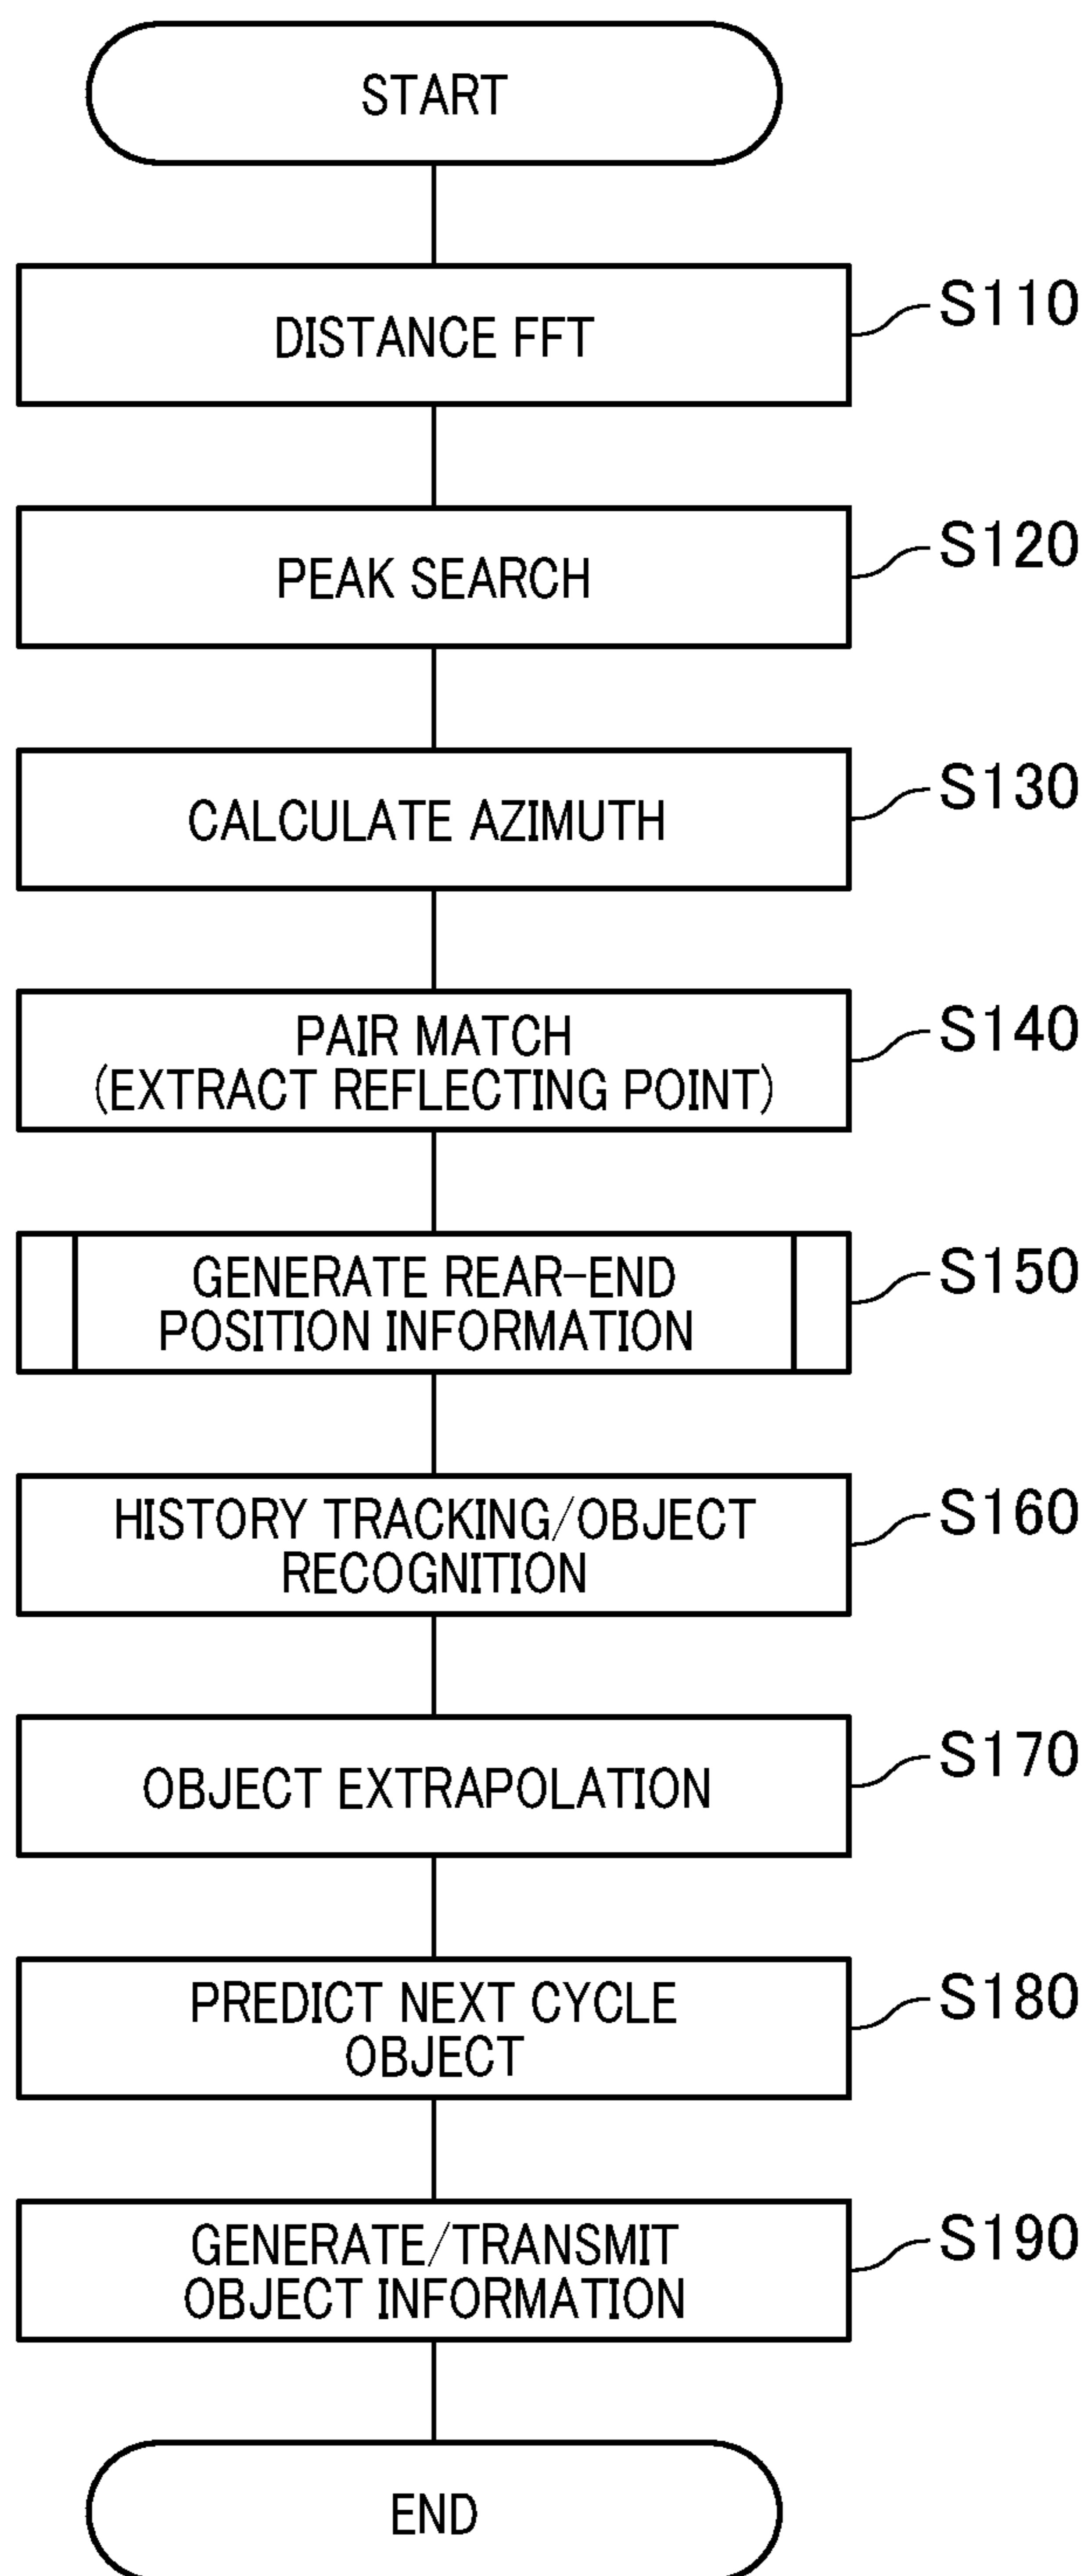 START
DISTANCE FFT
S110
PEAK SEARCH
S120
CALCULATE AZIMUTH
S130
PAIR MATCH
(EXTRACT REFLECTING POINT)
S140
GENERATE REAR-END
POSITION INFORMATION
S150
HISTORY TRACKING/OBJECT
RECOGNITION
S160
OBJECT EXTRAPOLATION
S170
PREDICT NEXT CYCLE
OBJECT
S180
GENERATE/TRANSMIT
OBJECT INFORMATION
S190
END